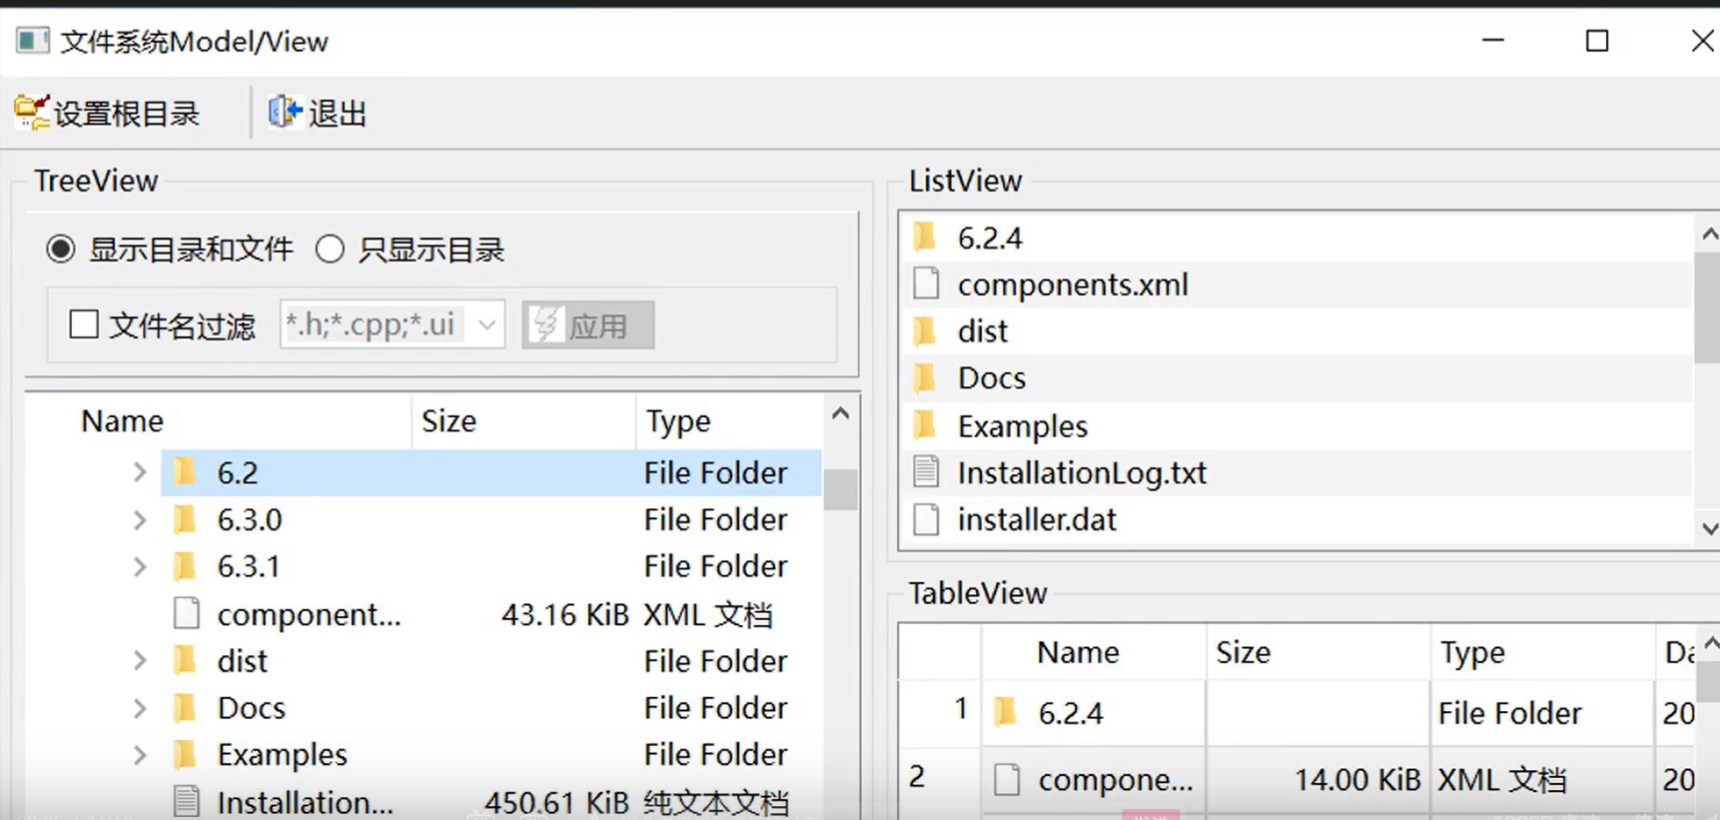 文件系统Model/View
设置根目录 退出
TreeView
显示目录和文件 只显示目录
文件名过滤 *.h;*.cpp;*.ui 应用
Name Size Type
6.2 File Folder
6.3.0 File Folder
6.3.1 File Folder
component... 43.16 KiB XML 文档
dist File Folder
Docs File Folder
Examples File Folder
Installation... 450.61 KiB 纯文本文档
ListView
6.2.4
components.xml
dist
Docs
Examples
InstallationLog.txt
installer.dat
TableView
Name Size Type Da
1 6.2.4 File Folder 20
2 compone... 14.00 KiB XML 文档 20